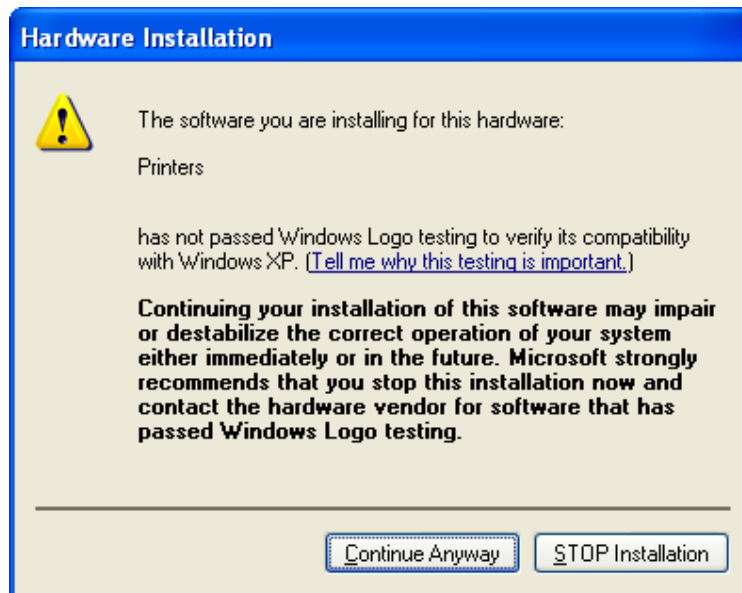 Hardware Installation
The software you are installing for this hardware:
Printers
has not passed Windows Logo testing to verify its compatibility
with Windows XP. (Tell me why this testing is important.)
Continuing your installation of this software may impair
or destabilize the correct operation of your system
either immediately or in the future. Microsoft strongly
recommends that you stop this installation now and
contact the hardware vendor for software that has
passed Windows Logo testing.
Continue Anyway
STOP Installation